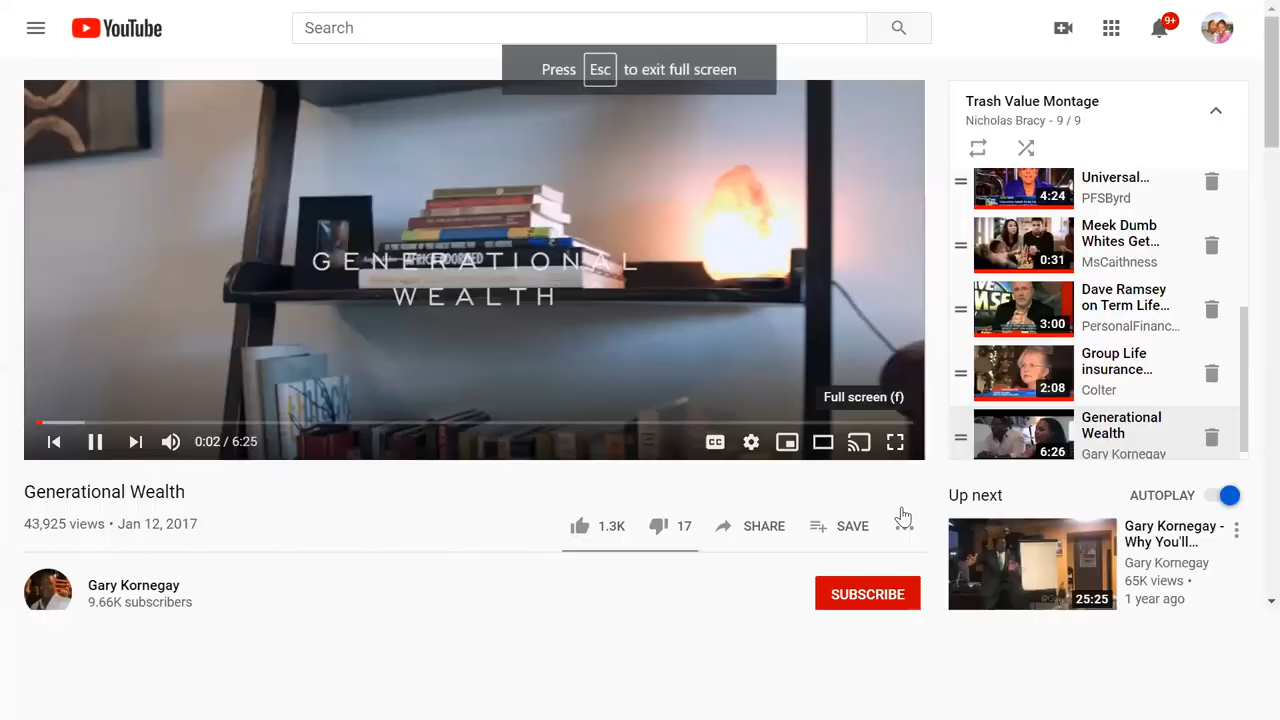 YouTube
Search
9+
Press Esc to exit full screen
GENERATIONAL
WEALTH
Full screen (f)
0:02 / 6:25
CC
Generational Wealth
43,925 views • Jan 12, 2017
1.3K
17
SHARE
SAVE
Gary Kornegay
9.66K subscribers
SUBSCRIBE
Trash Value Montage
Nicholas Bracy - 9 / 9
Universal...
PFSByrd
4:24
Meek Dumb
Whites Get...
MsCaithness
0:31
Dave Ramsey
on Term Life...
PersonalFinanc...
3:00
Group Life
insurance...
Colter
2:08
Generational
Wealth
Gary Kornegay
6:26
Up next
AUTOPLAY
Gary Kornegay -
Why You'll...
Gary Kornegay
65K views •
1 year ago
25:25